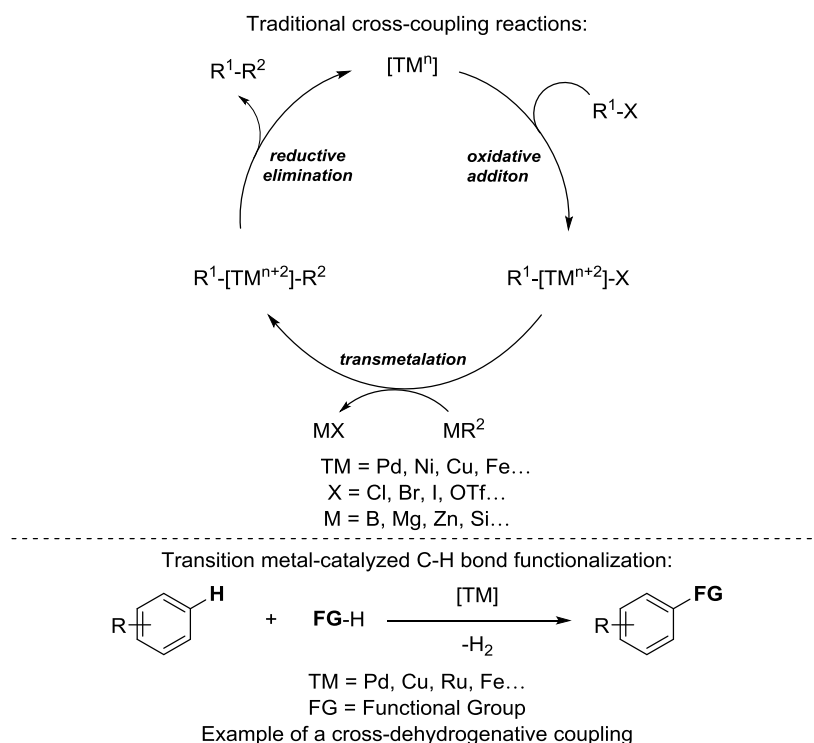 Traditional cross-coupling reactions:
R¹-R²
[TMⁿ]
R¹-X
reductive
elimination
oxidative
additon
R¹-[TMⁿ⁺²]-R²
R¹-[TMⁿ⁺²]-X
transmetalation
MX
MR²
TM = Pd, Ni, Cu, Fe...
X = Cl, Br, I, OTf...
M = B, Mg, Zn, Si...
Transition metal-catalyzed C-H bond functionalization:
R
H
+
FG-H
[TM]
-H₂
R
FG
TM = Pd, Cu, Ru, Fe...
FG = Functional Group
Example of a cross-dehydrogenative coupling